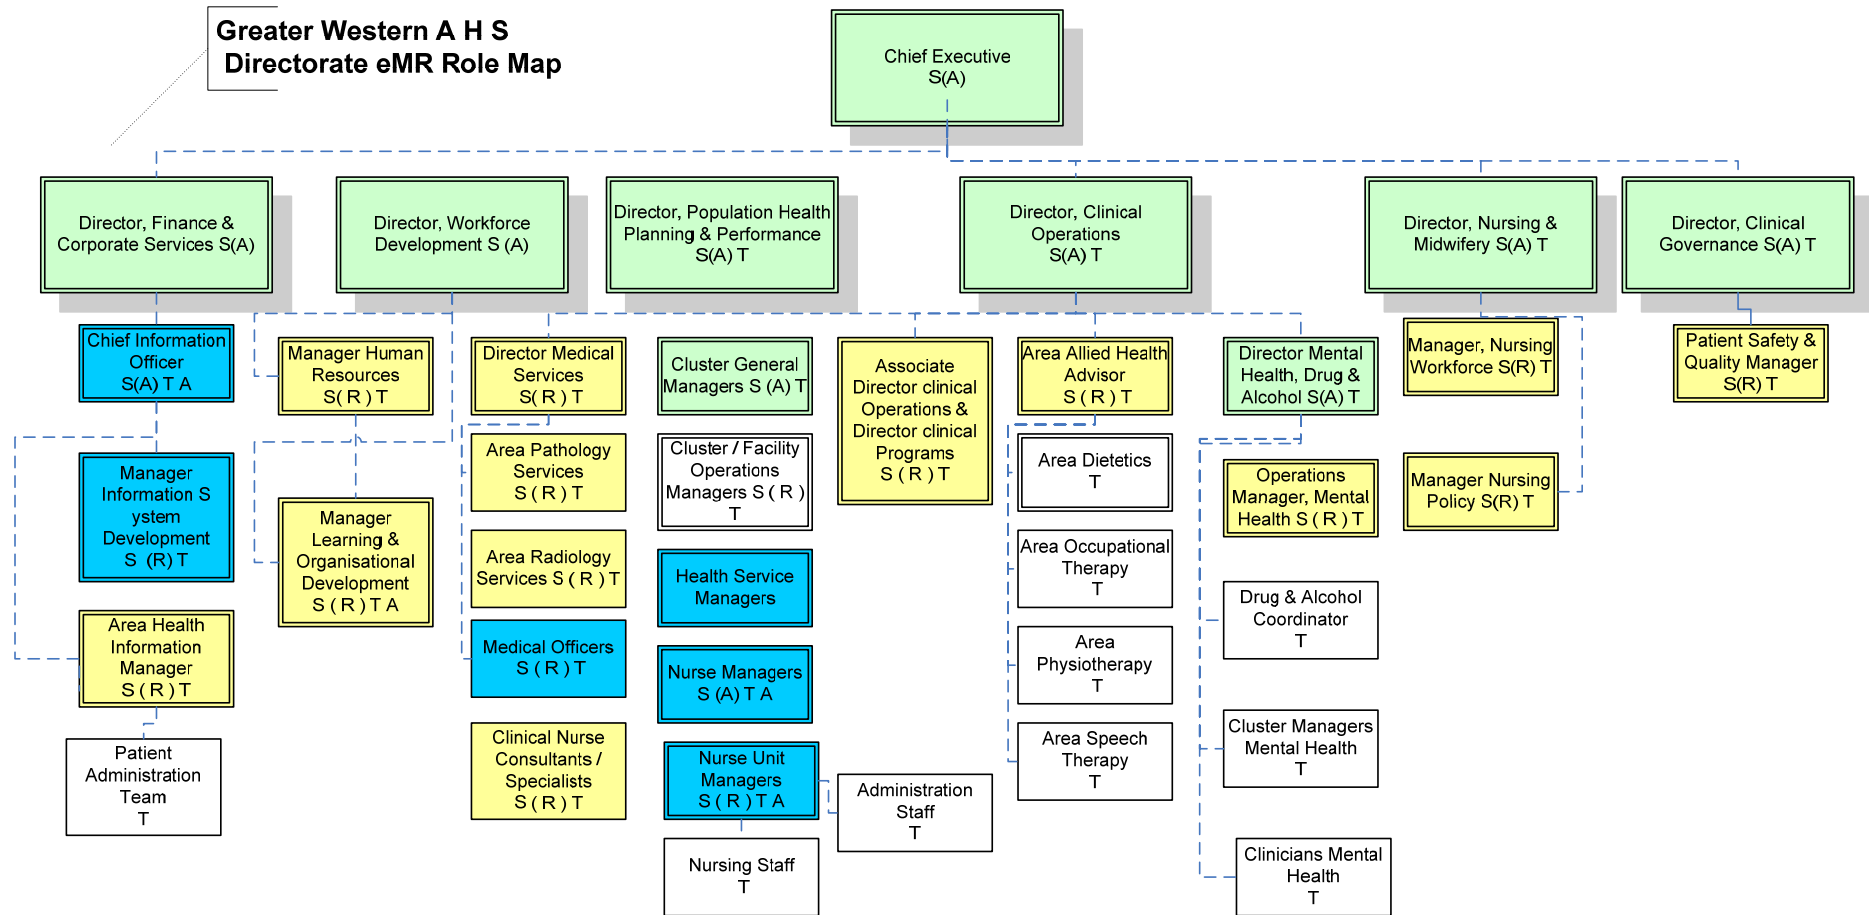 Greater Western A H S
Directorate eMR Role Map
Chief Executive
S(A)
Director, Finance &
Corporate Services S(A)
Director, Workforce
Development S (A)
Director, Population Health
Planning & Performance
S(A) T
Director, Clinical
Operations
S(A) T
Director, Nursing &
Midwifery S(A) T
Director, Clinical
Governance S(A) T
Chief Information
Officer
S(A) T A
Manager Information S
ystem
Development
S (R) T
Area Health
Information
Manager
S ( R ) T
Patient
Administration
Team
T
Manager Human
Resources
S ( R ) T
Manager
Learning &
Organisational
Development
S ( R ) T A
Director Medical
Services
S ( R ) T
Area Pathology
Services
S ( R ) T
Area Radiology
Services S ( R ) T
Medical Officers
S ( R ) T
Clinical Nurse
Consultants /
Specialists
S ( R ) T
Cluster General
Managers S (A) T
Cluster / Facility
Operations
Managers S ( R )
T
Health Service
Managers
Nurse Managers
S (A) T A
Nurse Unit
Managers
S ( R ) T A
Nursing Staff
T
Administration
Staff
T
Associate
Director clinical
Operations &
Director clinical
Programs
S ( R ) T
Area Allied Health
Advisor
S ( R ) T
Area Dietetics
T
Area Occupational
Therapy
T
Area
Physiotherapy
T
Area Speech
Therapy
T
Director Mental
Health, Drug &
Alcohol S(A) T
Operations
Manager, Mental
Health S ( R ) T
Drug & Alcohol
Coordinator
T
Cluster Managers
Mental Health
T
Clinicians Mental
Health
T
Manager, Nursing
Workforce S(R) T
Manager Nursing
Policy S(R) T
Patient Safety &
Quality Manager
S(R) T